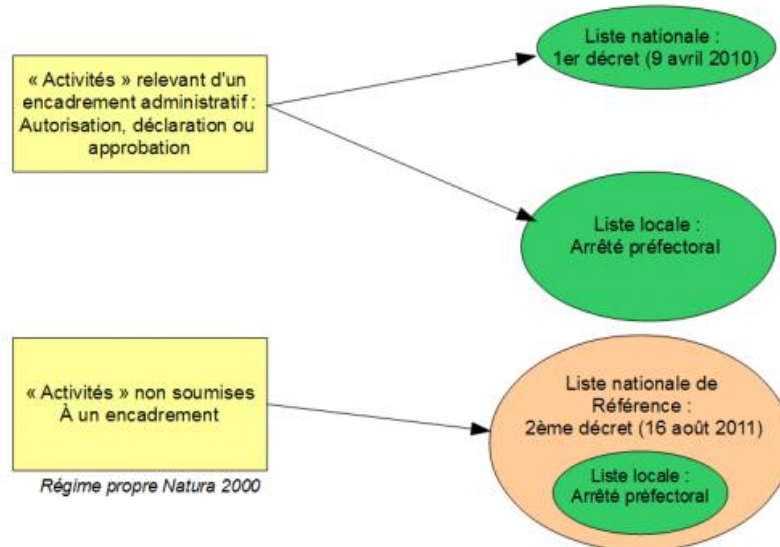 « Activités » relevant d'un
encadrement administratif :
Autorisation, déclaration ou
approbation
Liste nationale :
1er décret (9 avril 2010)
Liste locale :
Arrêté préfectoral
« Activités » non soumises
À un encadrement
Régime propre Natura 2000
Liste nationale de
Référence :
2ème décret (16 août 2011)
Liste locale :
Arrêté préfectoral